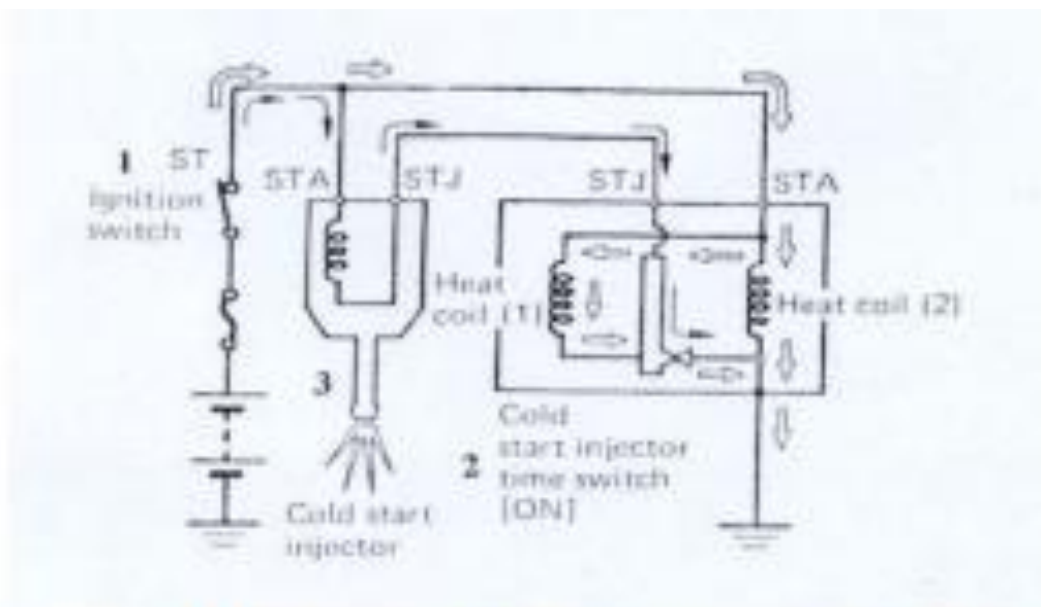 1 ST
Ignition
switch
STA
STJ
STJ
STA
Heat
coil (1)
Heat coil (2)
3
Cold start
injector
2
Cold
start injector
time switch
[ON]